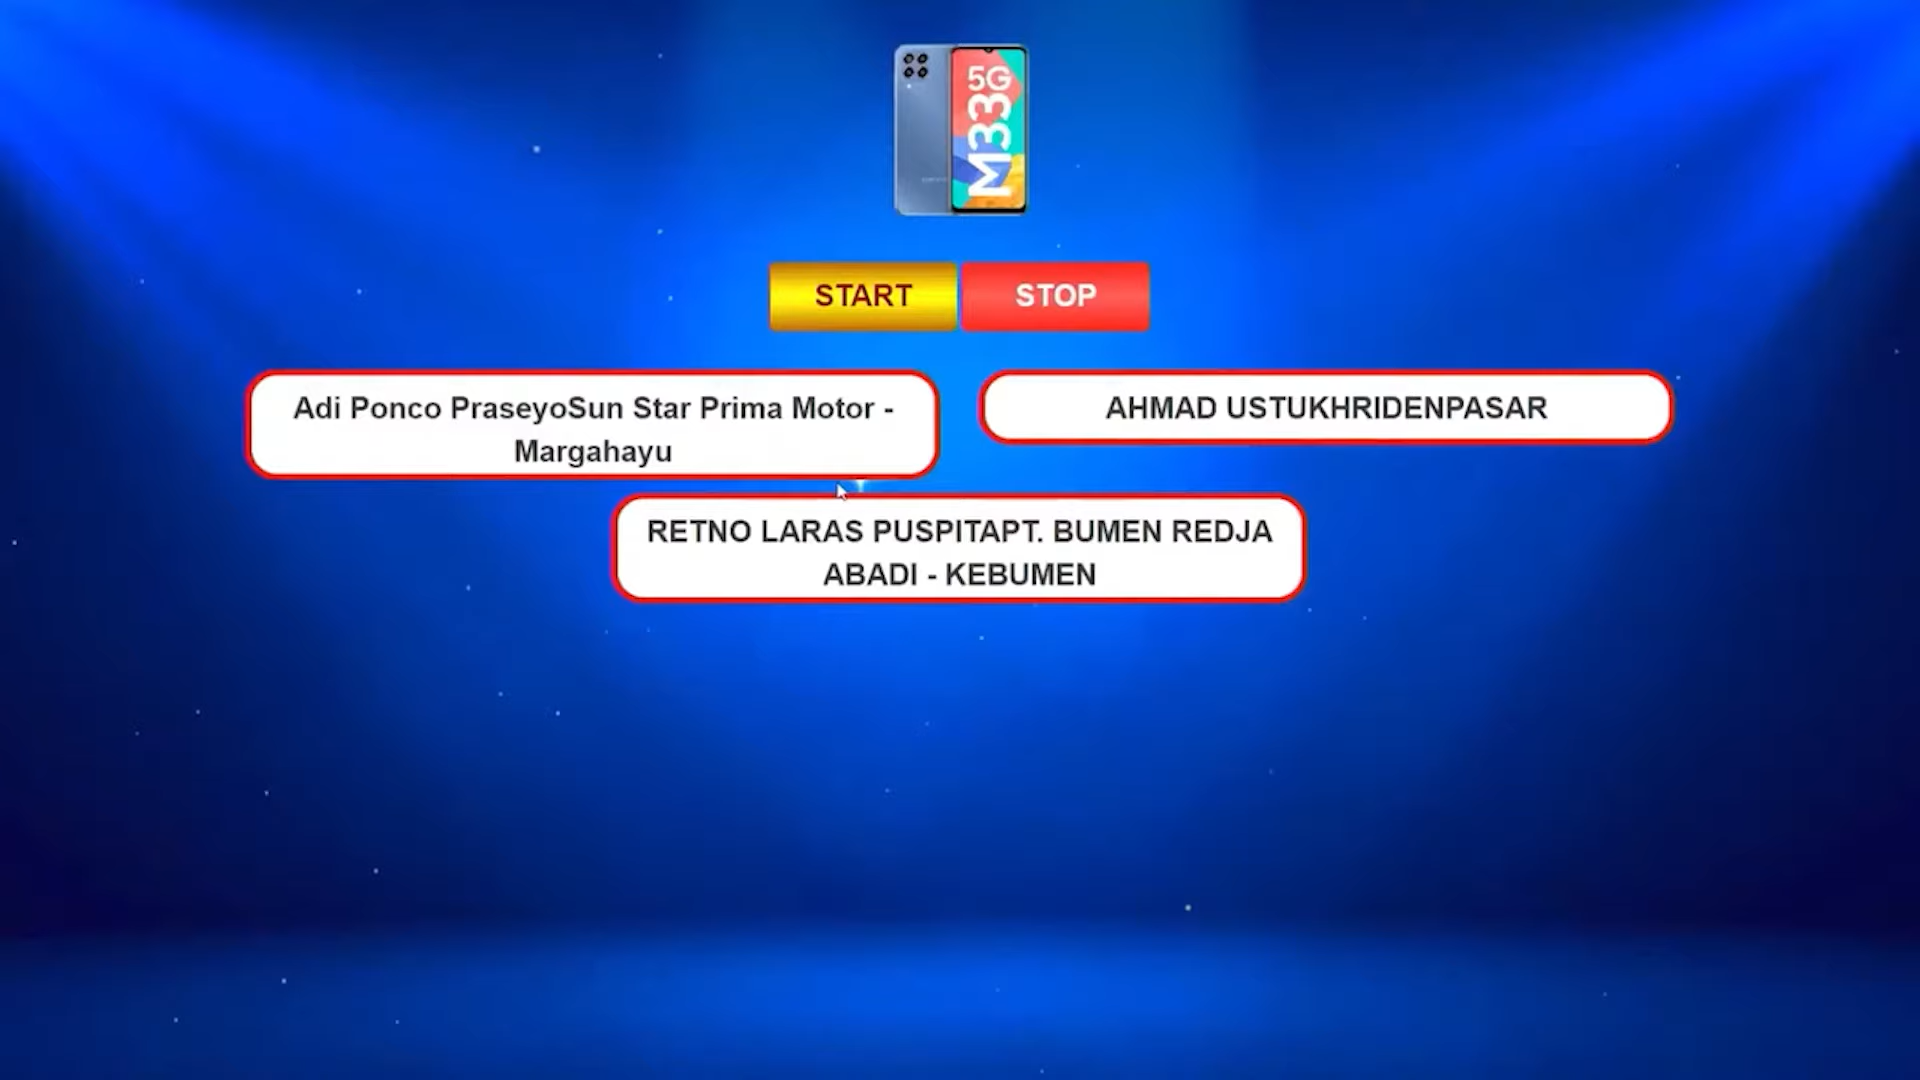 5G
M33
START
STOP
Adi Ponco PraseyoSun Star Prima Motor -
Margahayu
AHMAD USTUKHRIDENPASAR
RETNO LARAS PUSPITAPT. BUMEN REDJA
ABADI - KEBUMEN